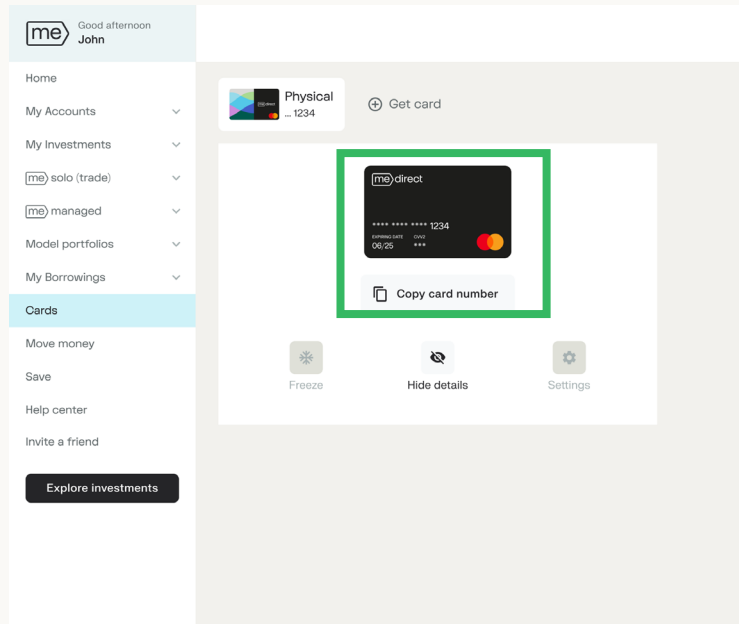 me
Good afternoon
John
Home
My Accounts
My Investments
me solo (trade)
me managed
Model portfolios
My Borrowings
Cards
Move money
Save
Help center
Invite a friend
Explore investments
Physical
... 1234
Get card
me direct
**** **** **** 1234
EXPIRING DATE CVV2
06/25 ***
Copy card number
Freeze
Hide details
Settings